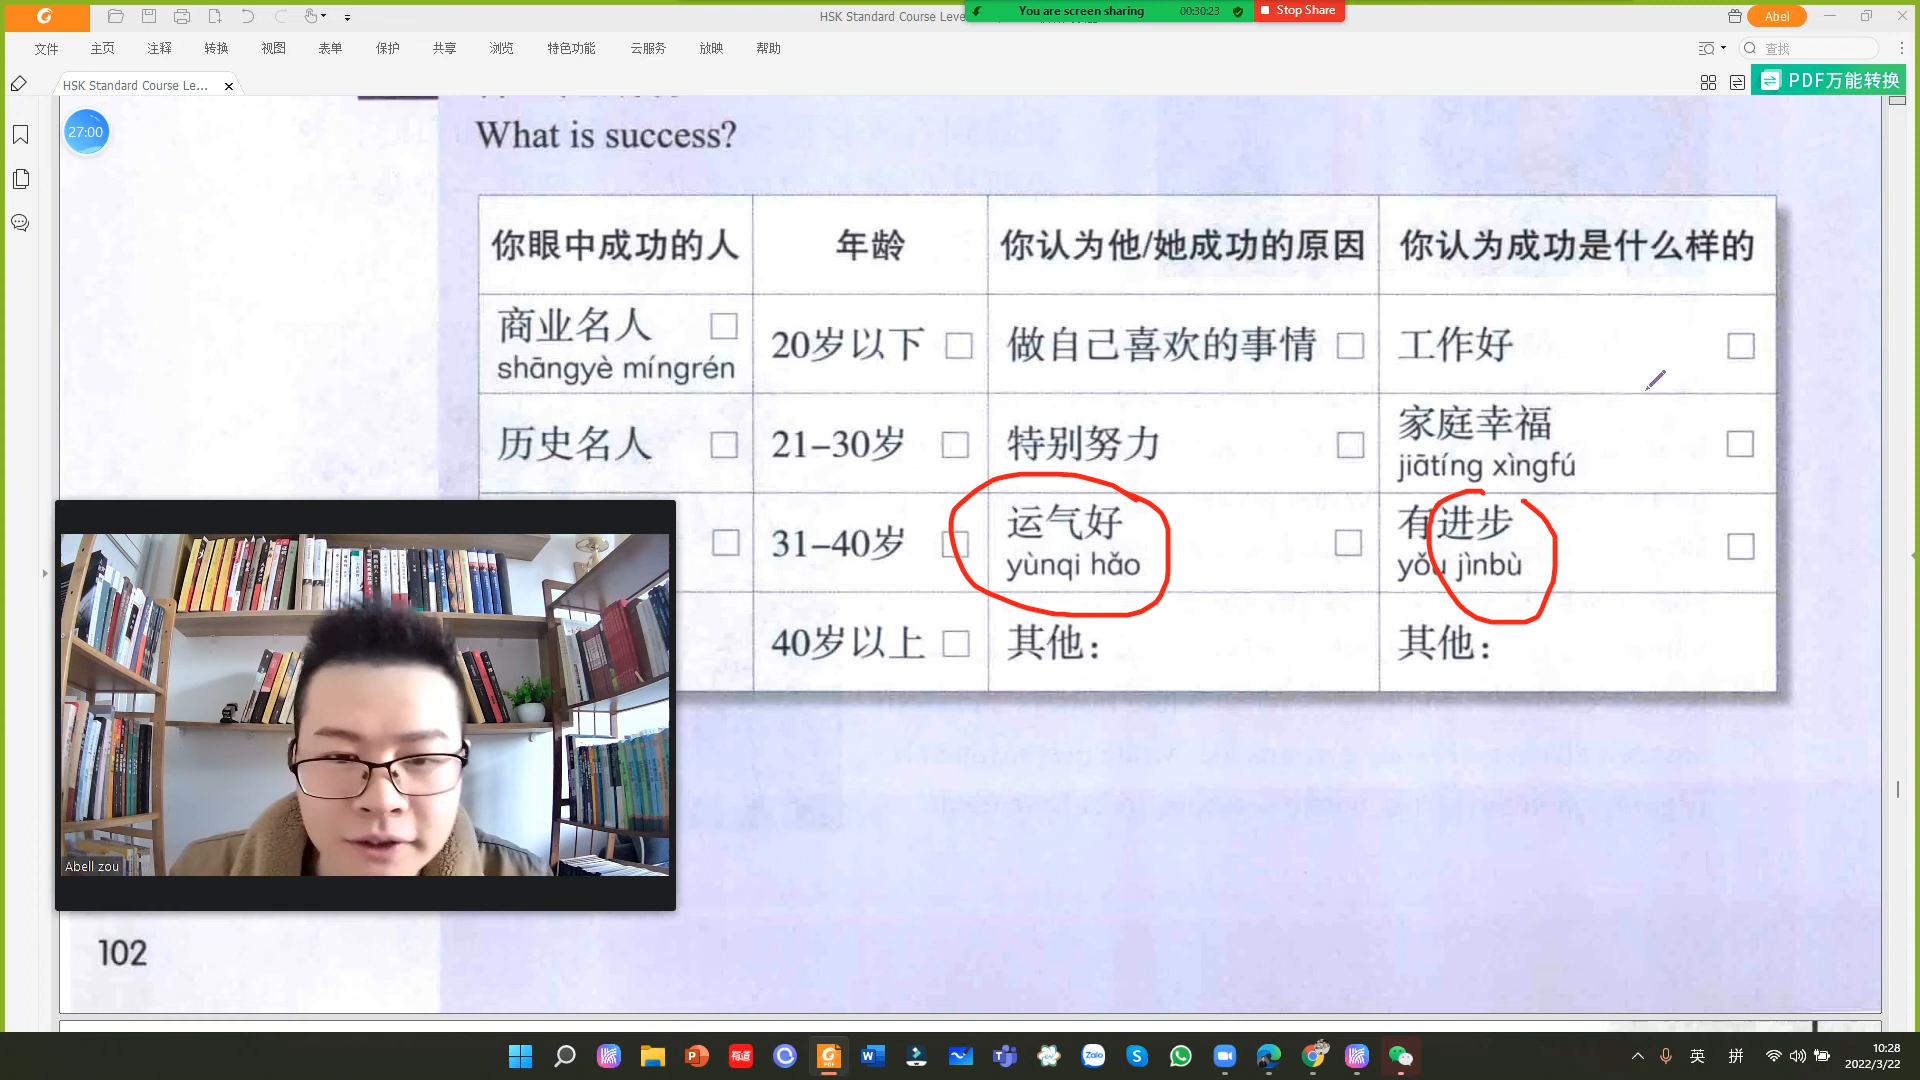 HSK Standard Course Leve
You are screen sharing
00:30:23
Stop Share
Abel
文件
主页
注释
转换
视图
表单
保护
共享
浏览
特色功能
云服务
放映
帮助
查找
HSK Standard Course Le...
PDF万能转换
27:00
What is success?
你眼中成功的人
年龄
你认为他/她成功的原因
你认为成功是什么样的
商业名人
shāngyè míngrén
20岁以下
做自己喜欢的事情
工作好
历史名人
21–30岁
特别努力
家庭幸福
jiātíng xìngfú
31–40岁
运气好
yùnqi hǎo
有进步
yǒu jìnbù
40岁以上
其他：
其他：
Abell zou
102
有道
PDF
Zalo
英
拼
10:28
2022/3/22